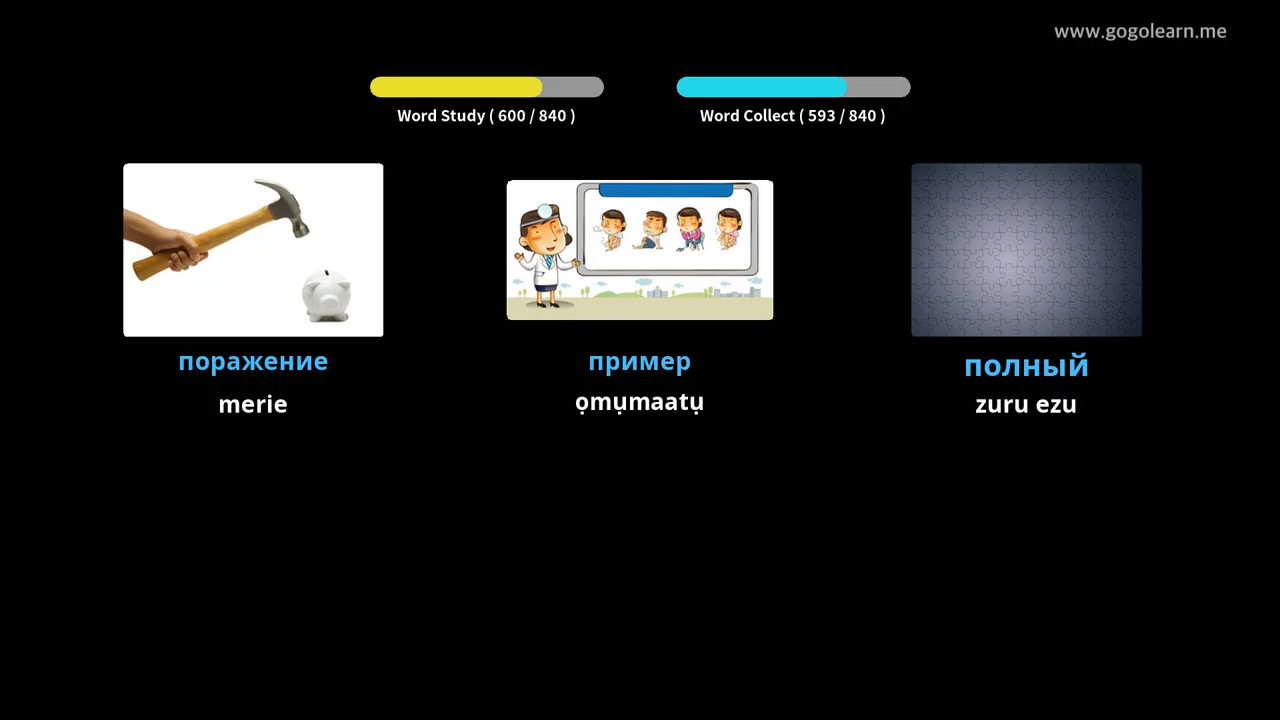 www.gogolearn.me
Word Study ( 600 / 840 )
Word Collect ( 593 / 840 )
поражение
пример
полный
merie
ọmụmaatụ
zuru ezu